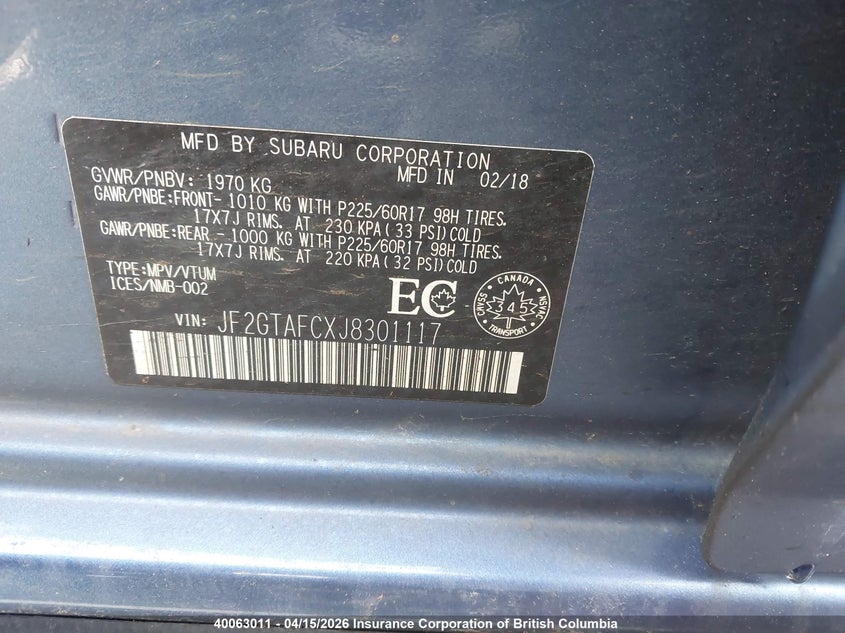 MFD BY SUBARU CORPORATION
GVWR/PNBV: 1970 KG MFD IN 02/18
GAWR/PNBE:FRONT- 1010 KG WITH P225/60R17 98H TIRES.
17X7J RIMS. AT 230 KPA(33 PSI)COLD
GAWR/PNBE:REAR - 1000 KG WITH P225/60R17 98H TIRES.
17X7J RIMS. AT 220 KPA(32 PSI)COLD
TYPE:MPV/VTUM
ICES/NMB-002
EC
CANADA
CMVSS 345 NSVAC
TRANSPORT
VIN: JF2GTAFCXJ8301117
40063011 - 04/15/2026 Insurance Corporation of British Columbia